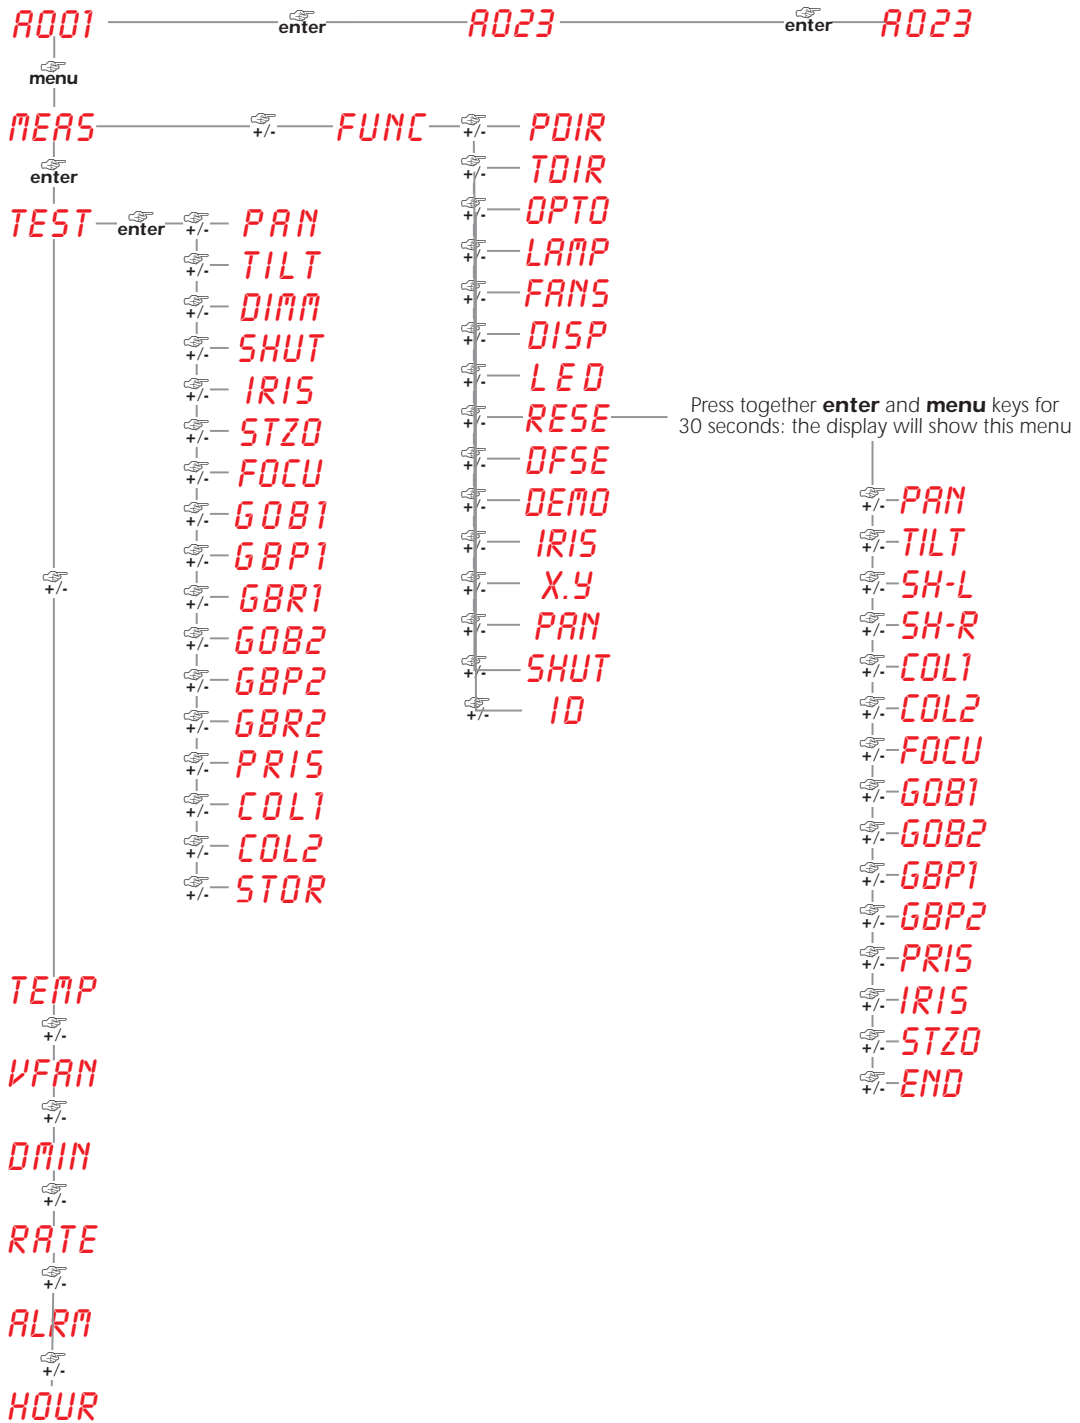 A001 enter A023 enter A023
menu
MEAS +/- FUNC +/- PDIR
enter +/- TDIR
TEST enter +/- PAN +/- OPTO
+/- TILT +/- LAMP
+/- DIMM +/- FANS
+/- SHUT +/- DISP
+/- IRIS +/- LED
+/- STZO +/- RESE Press together enter and menu keys for
30 seconds: the display will show this menu
+/- FOCU +/- DFSE
+/- GOB1 +/- DEMO +/- PAN
+/- GBP1 +/- IRIS +/- TILT
+/- +/- GBR1 +/- X.Y +/- SH-L
+/- GOB2 +/- PAN +/- SH-R
+/- GBP2 +/- SHUT +/- COL1
+/- GBR2 +/- ID +/- COL2
+/- PRIS +/- FOCU
+/- COL1 +/- GOB1
+/- COL2 +/- GOB2
+/- STOR +/- GBP1
+/- GBP2
+/- PRIS
TEMP +/- IRIS
+/- +/- STZO
VFAN +/- END
+/-
DMIN
+/-
RATE
+/-
ALRM
+/-
HOUR